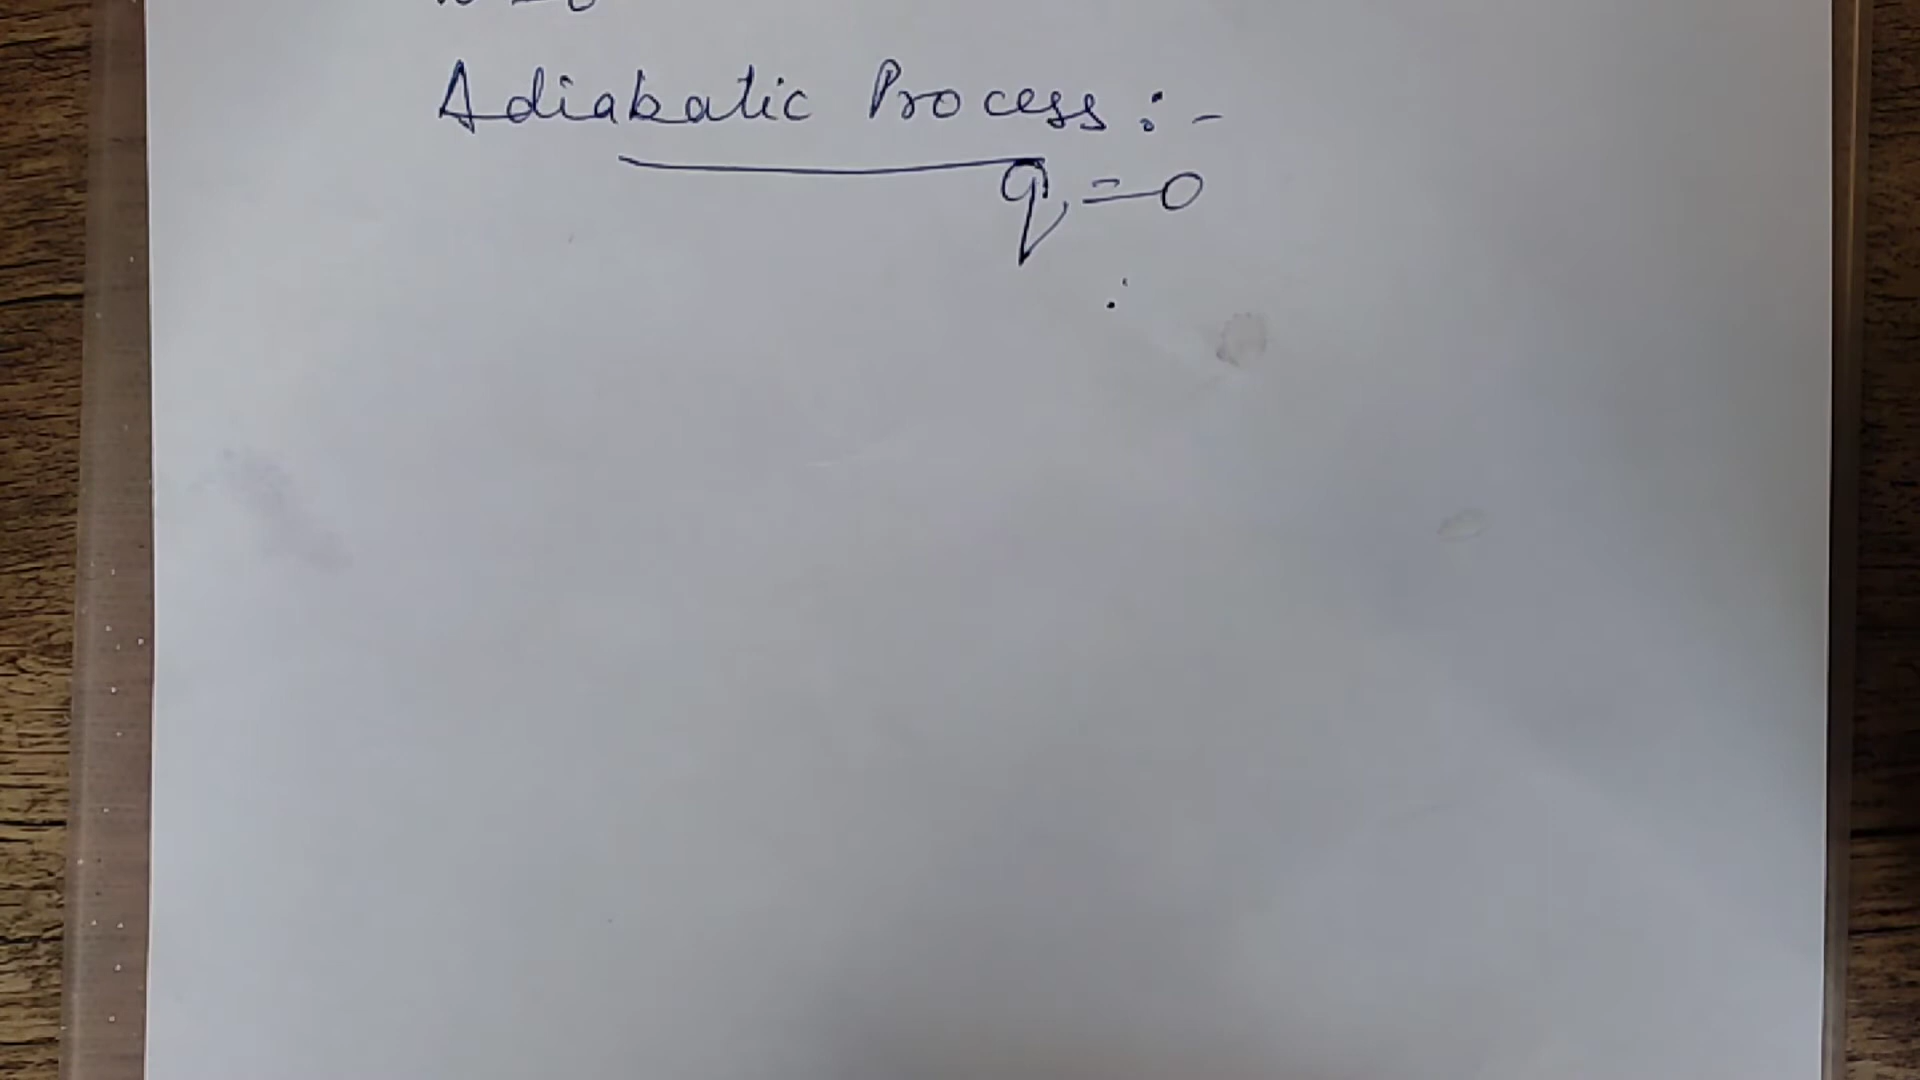 Adiabatic Process :-
q = 0